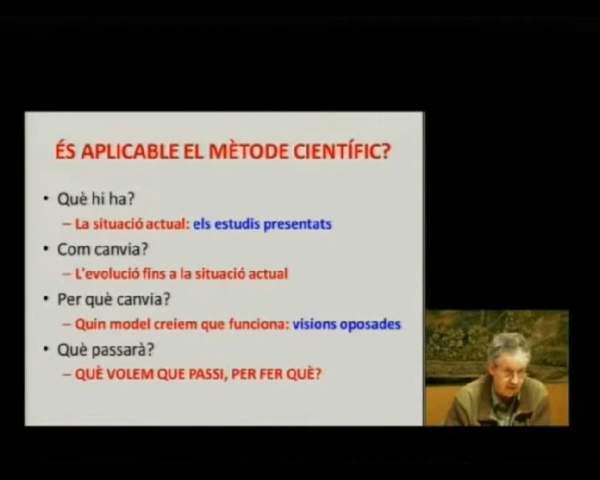 ÉS APLICABLE EL MÈTODE CIENTÍFIC?
• Què hi ha?
– La situació actual: els estudis presentats
• Com canvia?
– L'evolució fins a la situació actual
• Per què canvia?
– Quin model creiem que funciona: visions oposades
• Què passarà?
– QUÈ VOLEM QUE PASSI, PER FER QUÈ?